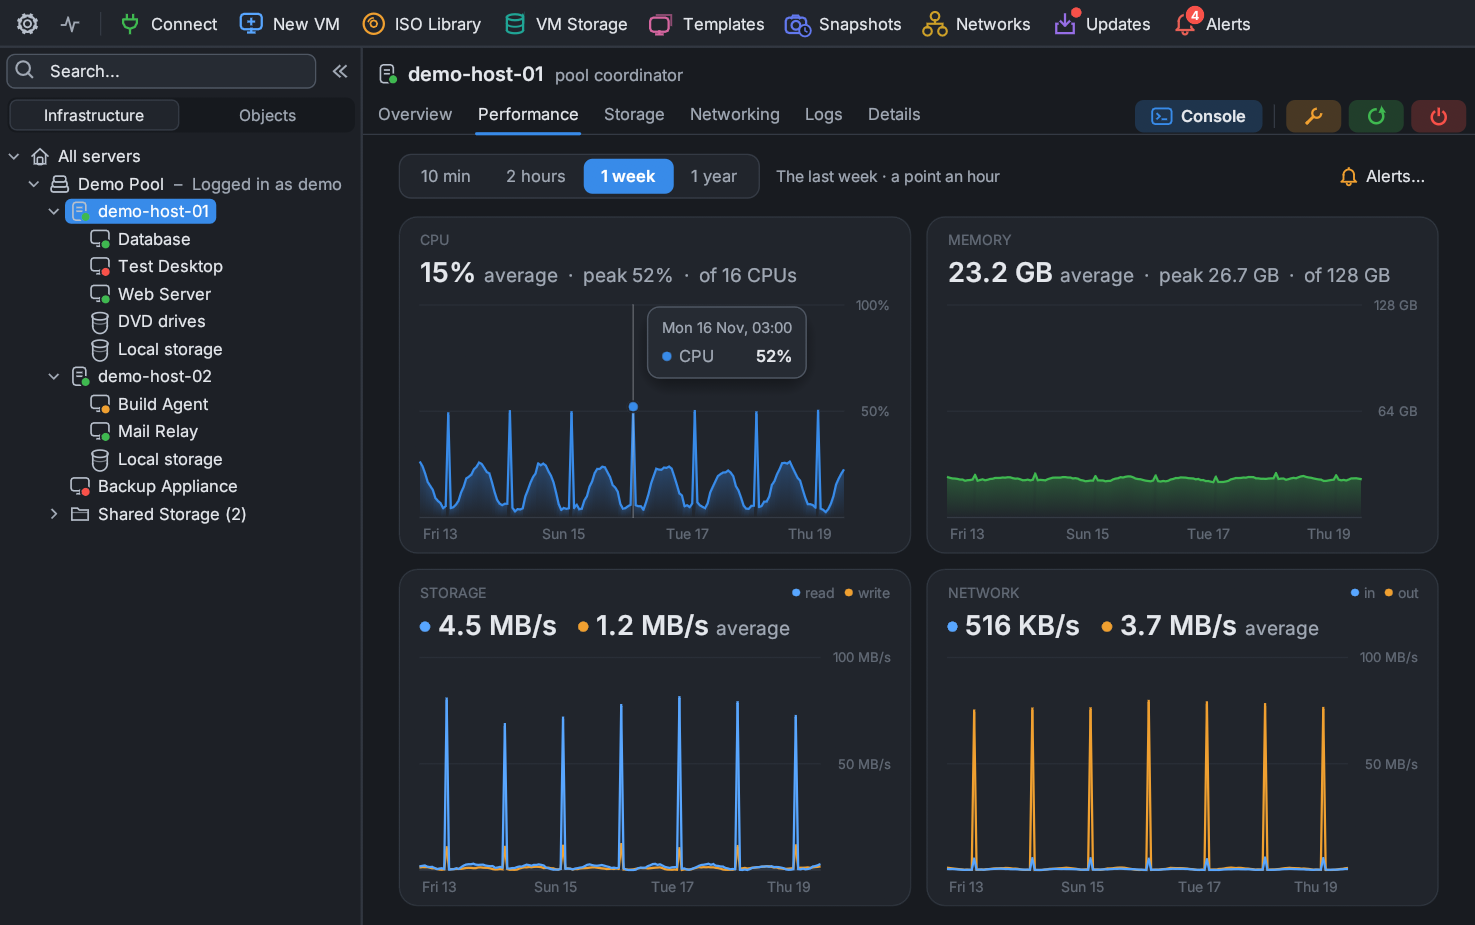 Connect New VM ISO Library VM Storage Templates Snapshots Networks Updates 4 Alerts
Search...
Infrastructure Objects
All servers
Demo Pool – Logged in as demo
demo-host-01
Database
Test Desktop
Web Server
DVD drives
Local storage
demo-host-02
Build Agent
Mail Relay
Local storage
Backup Appliance
Shared Storage (2)
demo-host-01 pool coordinator
Overview Performance Storage Networking Logs Details
Console
10 min 2 hours 1 week 1 year The last week · a point an hour
Alerts...
CPU
15% average · peak 52% · of 16 CPUs
100%
Mon 16 Nov, 03:00
CPU 52%
50%
Fri 13 Sun 15 Tue 17 Thu 19
MEMORY
23.2 GB average · peak 26.7 GB · of 128 GB
128 GB
64 GB
Fri 13 Sun 15 Tue 17 Thu 19
STORAGE read write
4.5 MB/s 1.2 MB/s average
100 MB/s
50 MB/s
Fri 13 Sun 15 Tue 17 Thu 19
NETWORK in out
516 KB/s 3.7 MB/s average
100 MB/s
50 MB/s
Fri 13 Sun 15 Tue 17 Thu 19